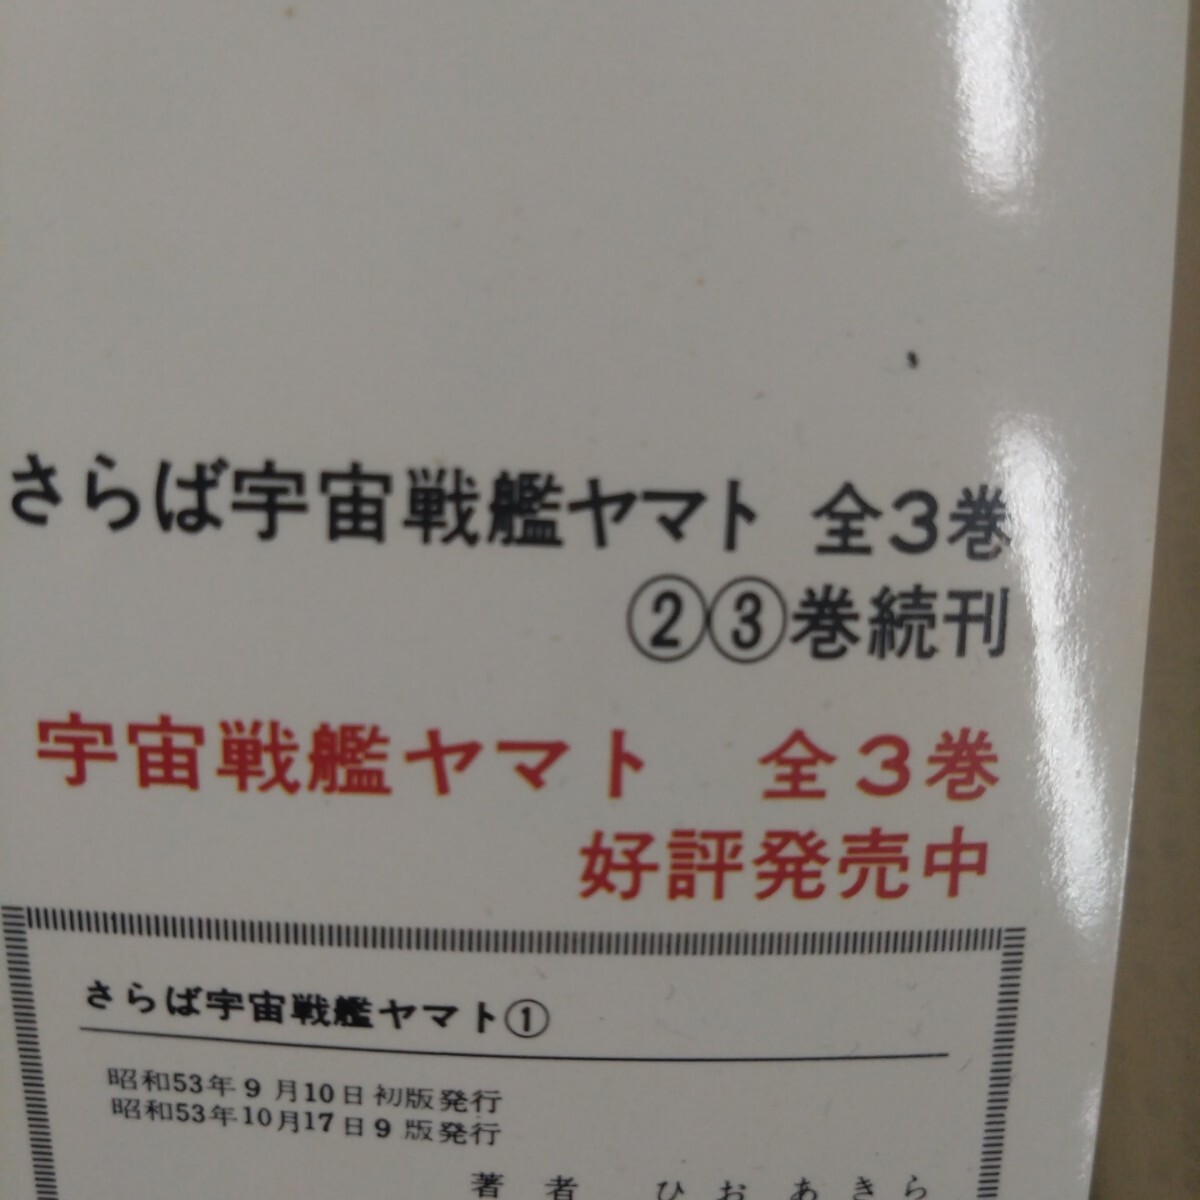 さらば宇宙戦艦ヤマト 全3巻
②③巻続刊
宇宙戦艦ヤマト 全3巻
好評発売中
さらば宇宙戦艦ヤマト①
昭和53年9月10日初版発行
昭和53年10月17日9版発行
著者 ひおあきら